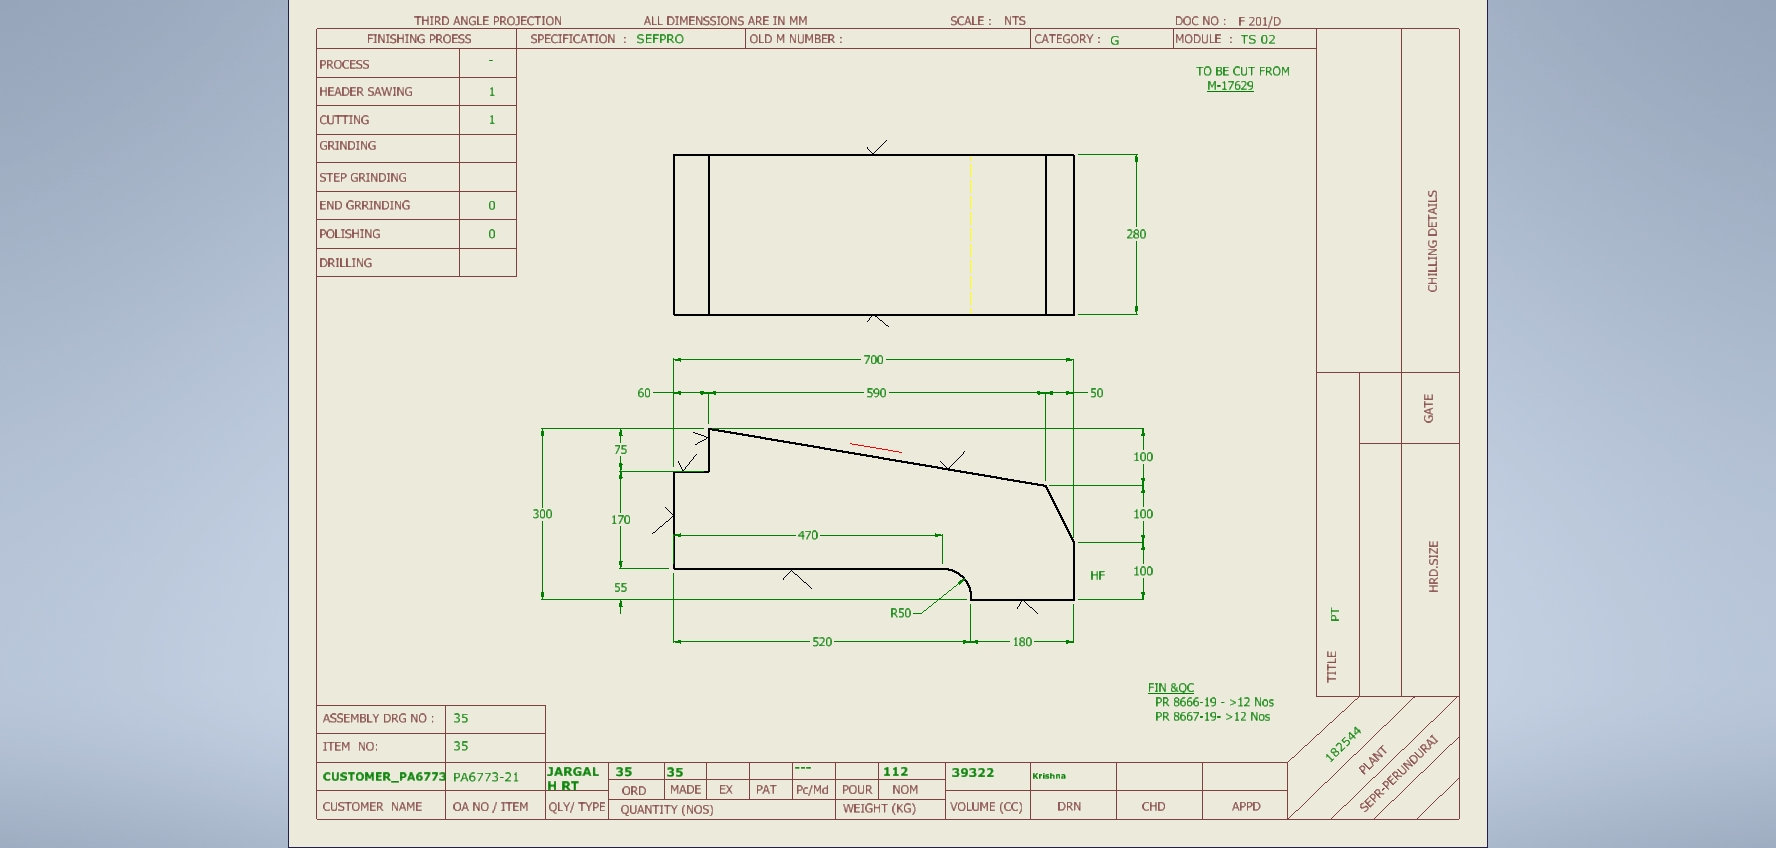 THIRD ANGLE PROJECTION ALL DIMENSSIONS ARE IN MM SCALE : NTS DOC NO : F 201/D
FINISHING PROESS SPECIFICATION : SEFPRO OLD M NUMBER : CATEGORY : G MODULE : TS 02
PROCESS -
HEADER SAWING 1
CUTTING 1
GRINDING
STEP GRINDING
END GRRINDING 0
POLISHING 0
DRILLING
TO BE CUT FROM
M-17629
280
700
60 590 50
75
100
300
170
100
470
HF
100
55
R50
520 180
CHILLING DETAILS
GATE
HRD.SIZE
TITLE PT
FIN &QC
PR 8666-19 - >12 Nos
PR 8667-19- >12 Nos
ASSEMBLY DRG NO : 35
ITEM NO: 35
CUSTOMER_PA6773 PA6773-21 JARGAL
H RT
35 35 --- 112 39322 Krishna
ORD MADE EX PAT Pc/Md POUR NOM
CUSTOMER NAME OA NO / ITEM QLY/ TYPE QUANTITY (NOS) WEIGHT (KG) VOLUME (CC) DRN CHD APPD
182544
PLANT
SEPR-PERUNDURAI